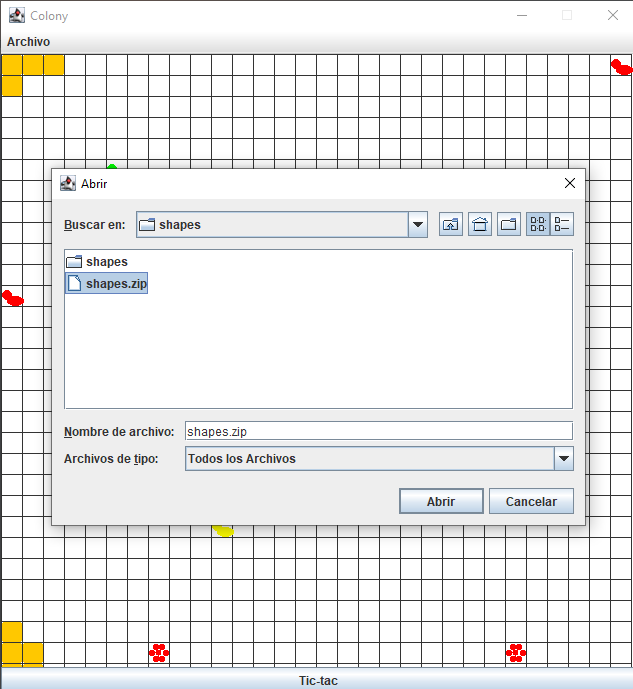 Colony
Archivo
Abrir
Buscar en: shapes
shapes
shapes.zip
Nombre de archivo: shapes.zip
Archivos de tipo: Todos los Archivos
Abrir Cancelar
Tic-tac